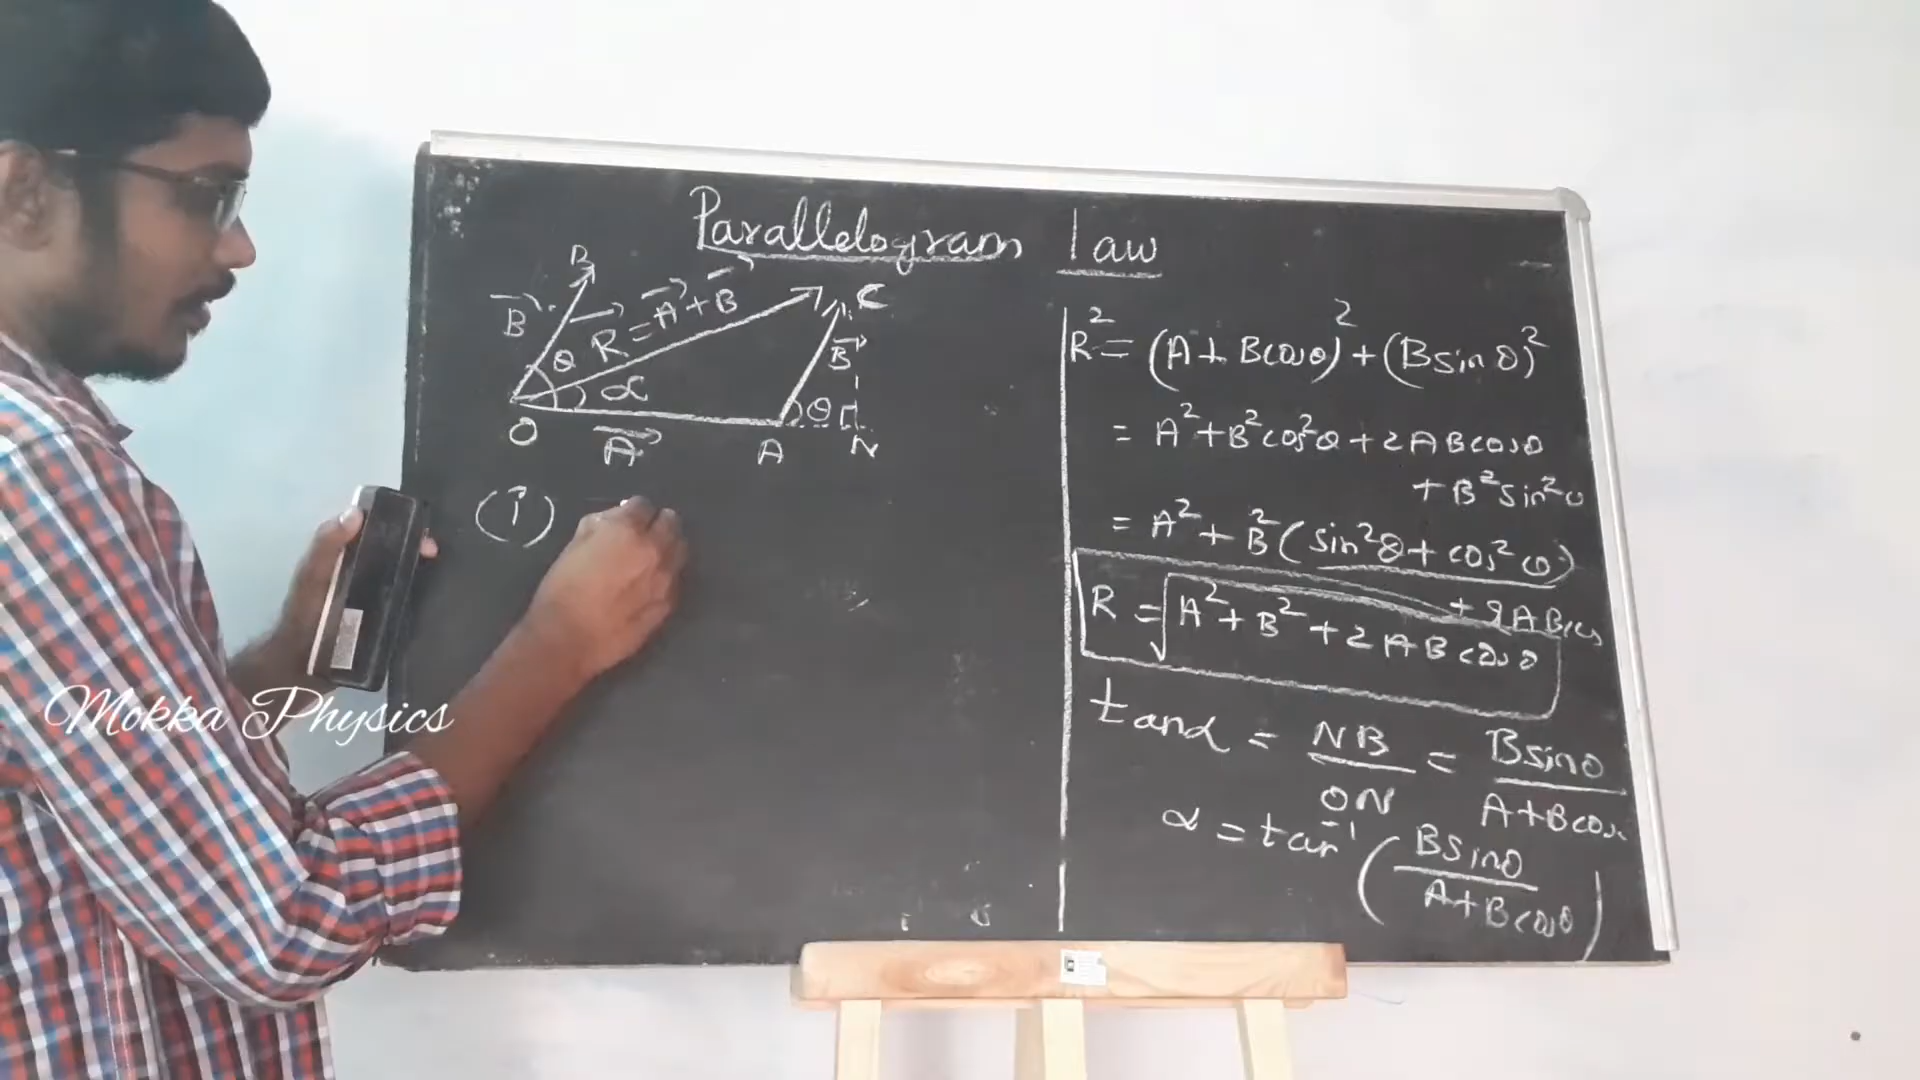 Parallelogram law
B
B⃗
R⃗ = A⃗ + B⃗
C
B⃗
θ
α
θ
O
A⃗
A
N
(i)
R² = (A + Bcosθ)² + (Bsinθ)²
= A² + B²cos²θ + 2ABcosθ
+ B²sin²θ
= A² + B²(sin²θ + cos²θ)
+ 2ABcos
R = √A² + B² + 2ABcosθ
tanα = NB/ON = Bsinθ/A+Bcos
α = tan⁻¹(Bsinθ/A+Bcosθ)
Mokka Physics